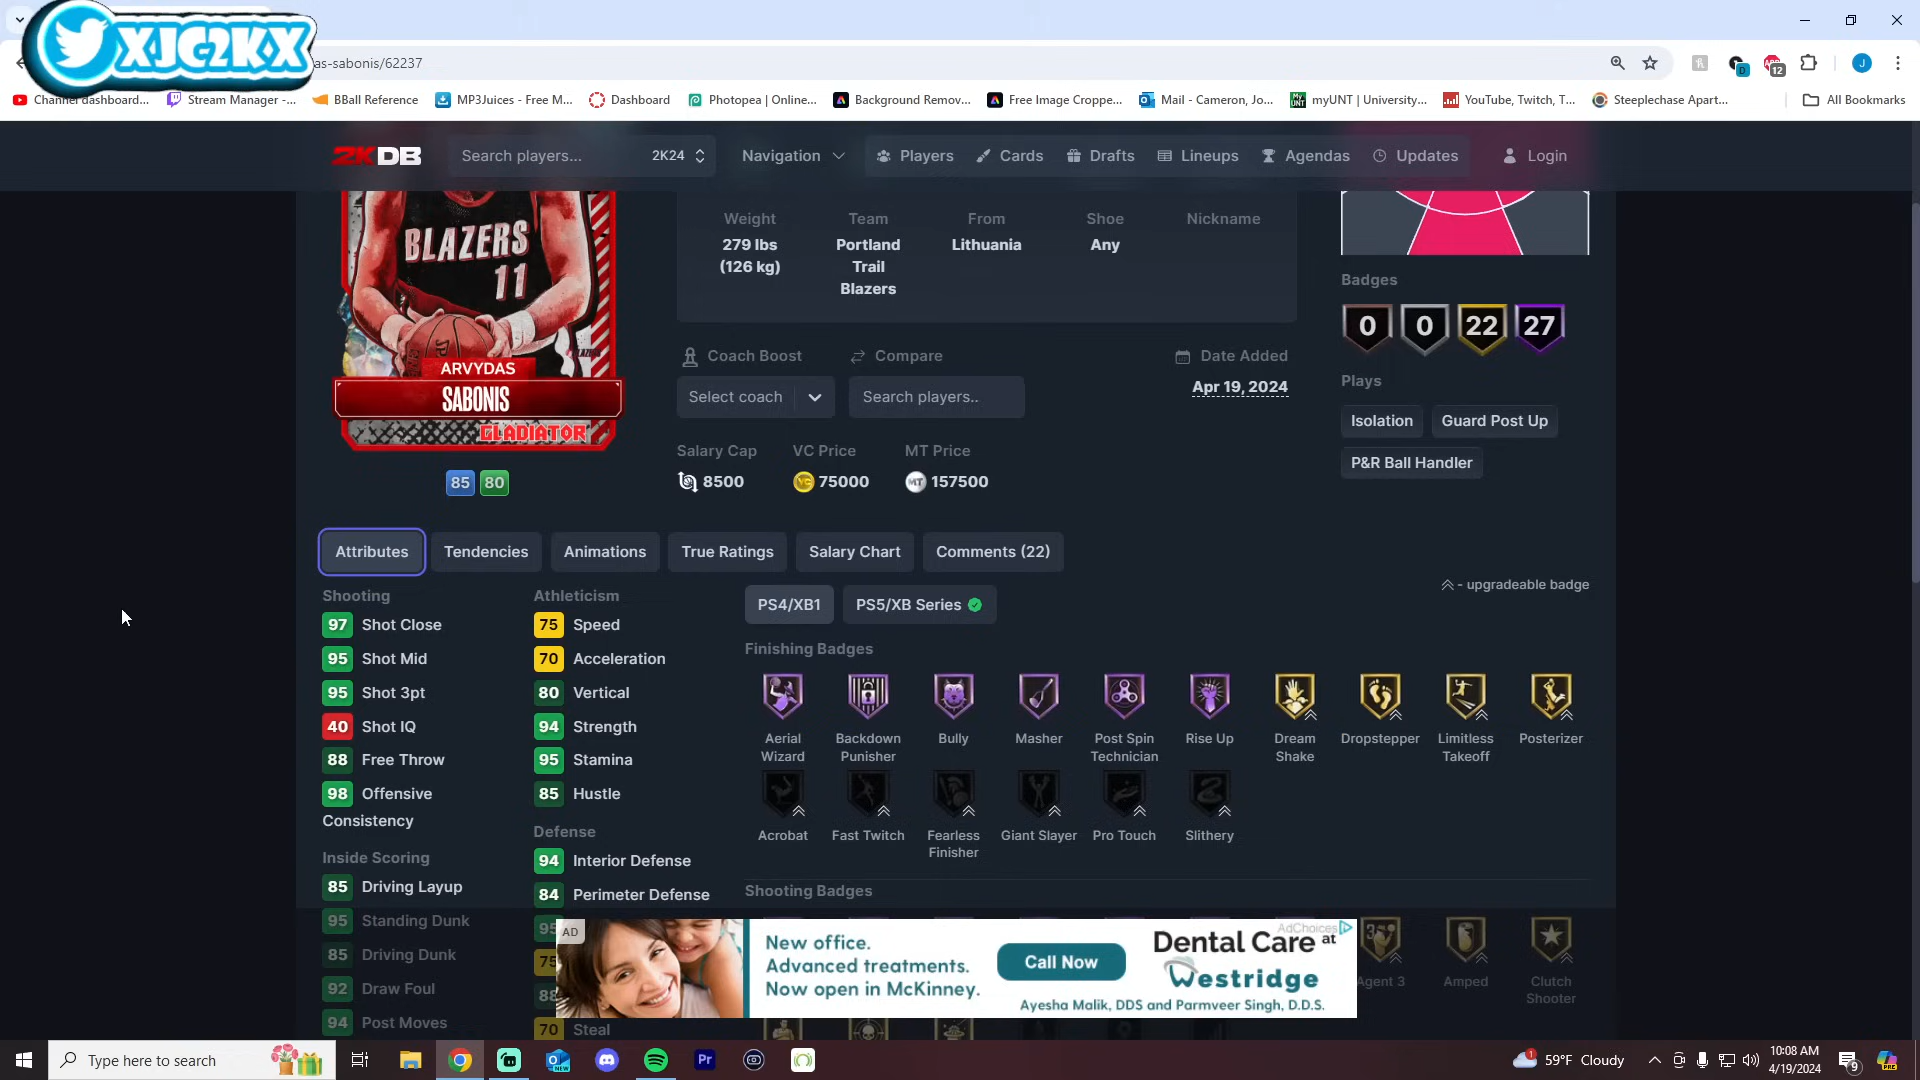 XJC2KX
as-sabonis/62237
12
Channel dashboard...
Stream Manager -...
BBall Reference
MP3Juices - Free M...
Dashboard
Photopea | Online...
Background Remov...
Free Image Croppe...
Mail - Cameron, Jo...
myUNT | University...
YouTube, Twitch, T...
Steeplechase Apart...
All Bookmarks
2KDB
Search players...
2K24
Navigation
Players
Cards
Drafts
Lineups
Agendas
Updates
Login
BLAZERS
11
ARVYDAS
SABONIS
GLADIATOR
85 80
Weight
279 lbs
(126 kg)
Team
Portland
Trail
Blazers
From
Lithuania
Shoe
Any
Nickname
Coach Boost
Select coach
Compare
Search players..
Date Added
Apr 19, 2024
Salary Cap
8500
VC Price
75000
MT Price
157500
Badges
0 0 22 27
Plays
Isolation
Guard Post Up
P&R Ball Handler
Attributes
Tendencies
Animations
True Ratings
Salary Chart
Comments (22)
Shooting
97 Shot Close
95 Shot Mid
95 Shot 3pt
40 Shot IQ
88 Free Throw
98 Offensive
Consistency
Inside Scoring
85 Driving Layup
95 Standing Dunk
85 Driving Dunk
92 Draw Foul
94 Post Moves
Athleticism
75 Speed
70 Acceleration
80 Vertical
94 Strength
95 Stamina
85 Hustle
Defense
94 Interior Defense
84 Perimeter Defense
95
75
88
70 Steal
PS4/XB1
PS5/XB Series
- upgradeable badge
Finishing Badges
Aerial
Wizard
Backdown
Punisher
Bully
Masher
Post Spin
Technician
Rise Up
Dream
Shake
Dropstepper
Limitless
Takeoff
Posterizer
Acrobat
Fast Twitch
Fearless
Finisher
Giant Slayer
Pro Touch
Slithery
Shooting Badges
Agent 3
Amped
Clutch
Shooter
AD
New office.
Advanced treatments.
Now open in McKinney.
Call Now
AdChoices
Dental Care at
Westridge
Ayesha Malik, DDS and Parmveer Singh, D.D.S.
Type here to search
59°F Cloudy
10:08 AM
4/19/2024
9